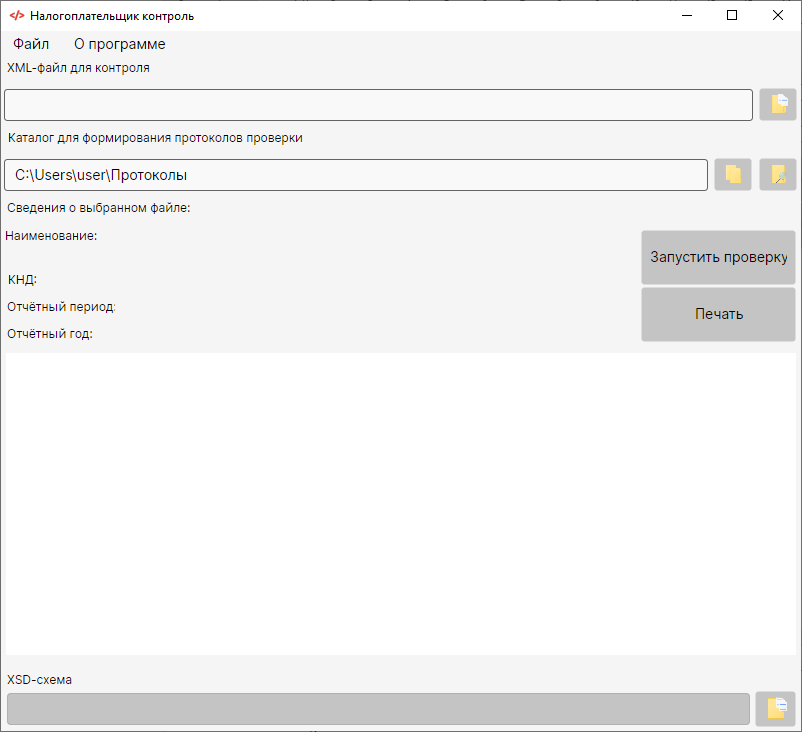 Налогоплательщик контроль
Файл О программе
XML-файл для контроля
Каталог для формирования протоколов проверки
C:\Users\user\Протоколы
Сведения о выбранном файле:
Наименование:
Запустить проверку
КНД:
Отчётный период:
Печать
Отчётный год:
XSD-схема